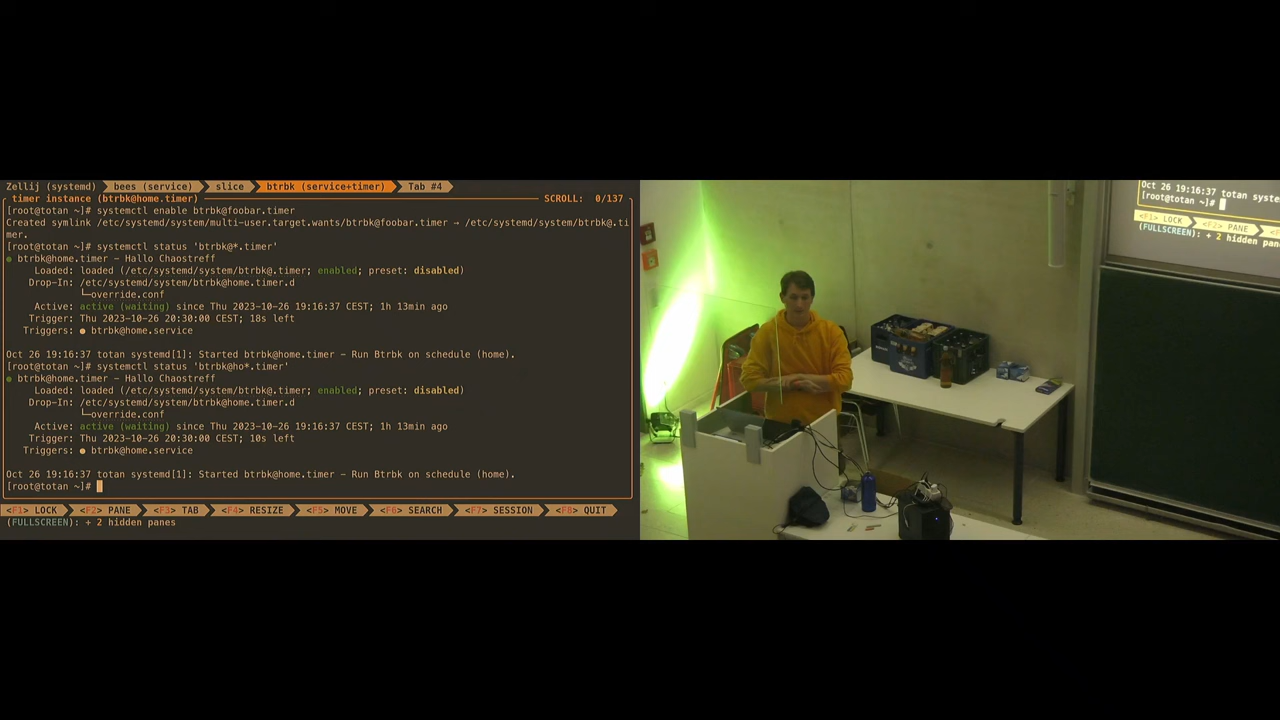 Zellij (systemd) bees (service) slice btrbk (service+timer) Tab #4
timer instance (btrbk@home.timer) SCROLL: 0/137
[root@totan ~]# systemctl enable btrbk@foobar.timer
Created symlink /etc/systemd/system/multi-user.target.wants/btrbk@foobar.timer → /etc/systemd/system/btrbk@.ti
mer.
[root@totan ~]# systemctl status 'btrbk@*.timer'
● btrbk@home.timer - Hallo Chaostreff
Loaded: loaded (/etc/systemd/system/btrbk@.timer; enabled; preset: disabled)
Drop-In: /etc/systemd/system/btrbk@home.timer.d
└─override.conf
Active: active (waiting) since Thu 2023-10-26 19:16:37 CEST; 1h 13min ago
Trigger: Thu 2023-10-26 20:30:00 CEST; 18s left
Triggers: ● btrbk@home.service
Oct 26 19:16:37 totan systemd[1]: Started btrbk@home.timer - Run Btrbk on schedule (home).
[root@totan ~]# systemctl status 'btrbk@ho*.timer'
● btrbk@home.timer - Hallo Chaostreff
Loaded: loaded (/etc/systemd/system/btrbk@.timer; enabled; preset: disabled)
Drop-In: /etc/systemd/system/btrbk@home.timer.d
└─override.conf
Active: active (waiting) since Thu 2023-10-26 19:16:37 CEST; 1h 13min ago
Trigger: Thu 2023-10-26 20:30:00 CEST; 10s left
Triggers: ● btrbk@home.service
Oct 26 19:16:37 totan systemd[1]: Started btrbk@home.timer - Run Btrbk on schedule (home).
[root@totan ~]#
<F1> LOCK <F2> PANE <F3> TAB <F4> RESIZE <F5> MOVE <F6> SEARCH <F7> SESSION <F8> QUIT
(FULLSCREEN): + 2 hidden panes
Oct 26 19:16:37 totan syste
[root@totan ~]#
<F1> LOCK <F2> PANE
(FULLSCREEN): + 2 hidden pane